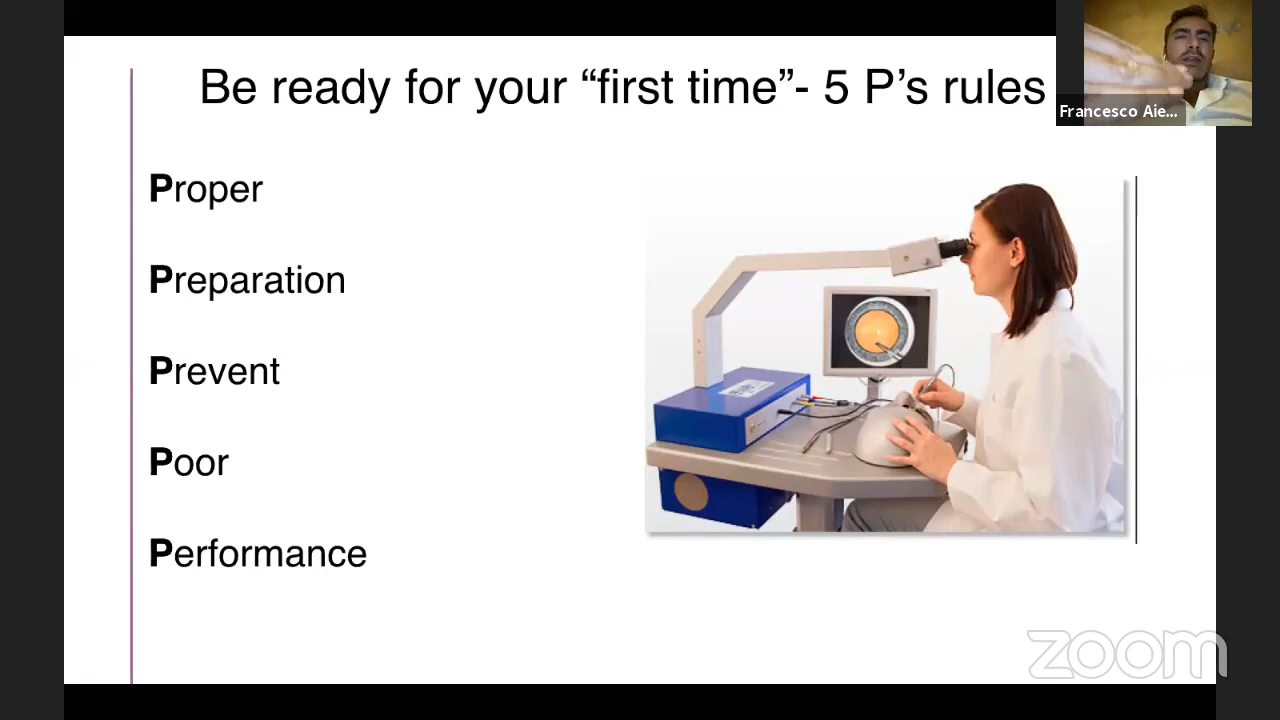 Be ready for your “first time”- 5 P’s rules
Francesco Aie...
Proper
Preparation
Prevent
Poor
Performance
zoom